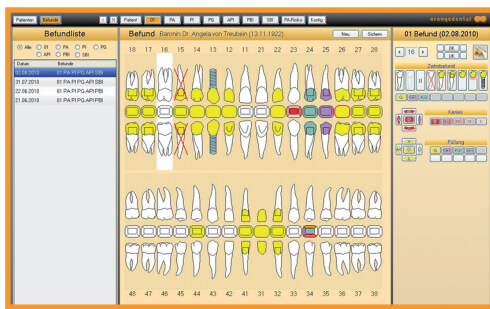 Patienten Befunde < X Patient 01 PA PI PG API PBI SBI PA-Risiko Konfig orangedental
Befundliste
Alle 01 PA PI PG
API PBI SBI
Datum Befunde
02.08.2010 01 PA PI PG API SBI
31.07.2010 01 PA PI PG API SBI
22.06.2010 01 PA PI PG API PBI
21.06.2010 01 PA PI PG API PBI
Befund Baronin Dr. Angela von Treubein (13.11.1922) Neu Sichern
18 17 16 15 14 13 12 11 21 22 23 24 25 26 27 28
48 47 46 45 44 43 42 41 31 32 33 34 35 36 37 38
01 Befund (02.08.2010)
< 16 > OK
UK
Zahnbefund
Karies
Füllung